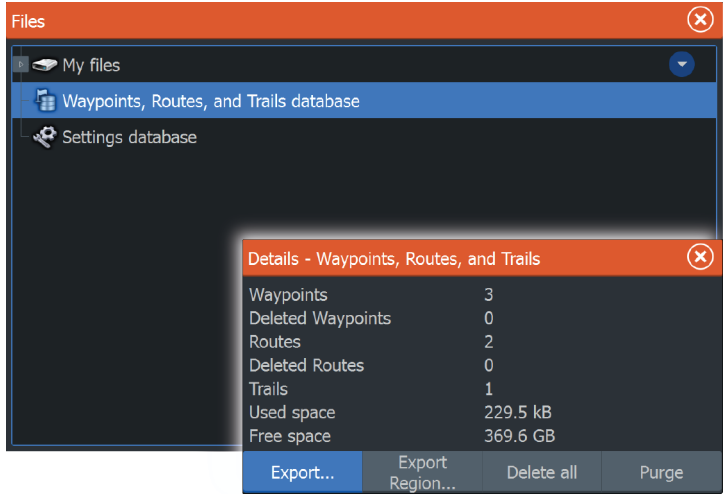 Files
My files
Waypoints, Routes, and Trails database
Settings database
Details - Waypoints, Routes, and Trails
Waypoints 3
Deleted Waypoints 0
Routes 2
Deleted Routes 0
Trails 1
Used space 229.5 kB
Free space 369.6 GB
Export...
Export
Region...
Delete all
Purge